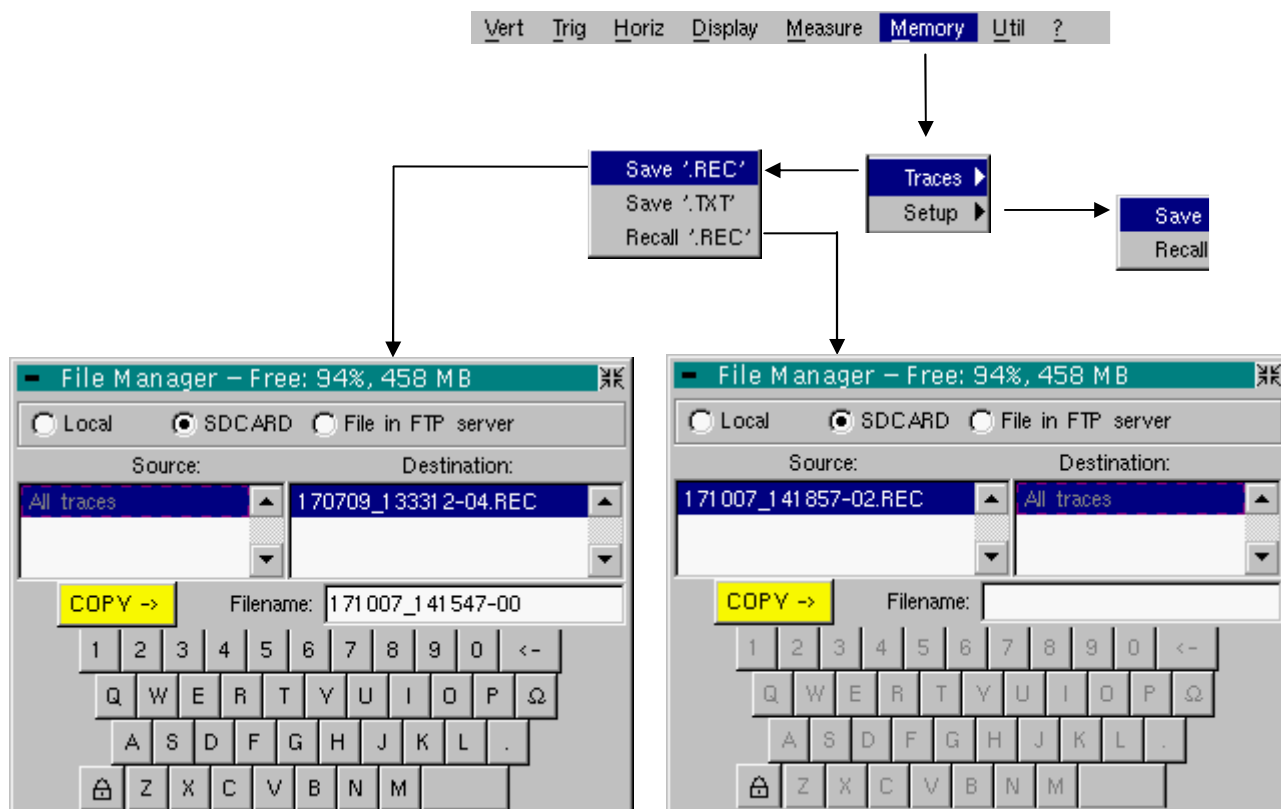 Vert Trig Horiz Display Measure Memory Util ?
Traces
Setup
Save '.REC'
Save '.TXT'
Recall '.REC'
Save
Recall
File Manager – Free: 94%, 458 MB
Local SDCARD File in FTP server
Source: Destination:
All traces 170709_133312-04.REC
COPY -> Filename: 171007_141547-00
1 2 3 4 5 6 7 8 9 0 <-
Q W E R T Y U I O P Ω
A S D F G H J K L .
Z X C V B N M
File Manager – Free: 94%, 458 MB
Local SDCARD File in FTP server
Source: Destination:
171007_141857-02.REC All traces
COPY -> Filename:
1 2 3 4 5 6 7 8 9 0 <-
Q W E R T Y U I O P Ω
A S D F G H J K L .
Z X C V B N M